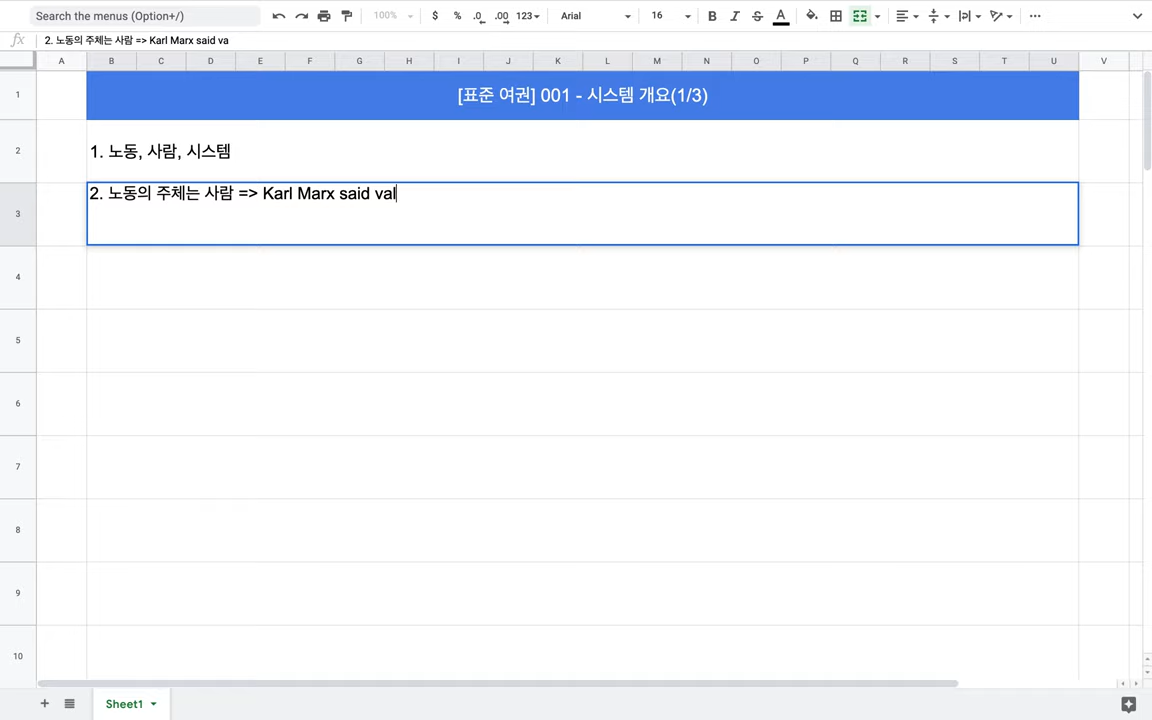 Search the menus (Option+/)
100%
$ % .0 .00 123
Arial
16
B I S A
fx 2. 노동의 주체는 사람 => Karl Marx said va
A B C D E F G H I J K L M N O P Q R S T U V
1 [표준 여권] 001 - 시스템 개요(1/3)
2 1. 노동, 사람, 시스템
3 2. 노동의 주체는 사람 => Karl Marx said val
4
5
6
7
8
9
10
Sheet1